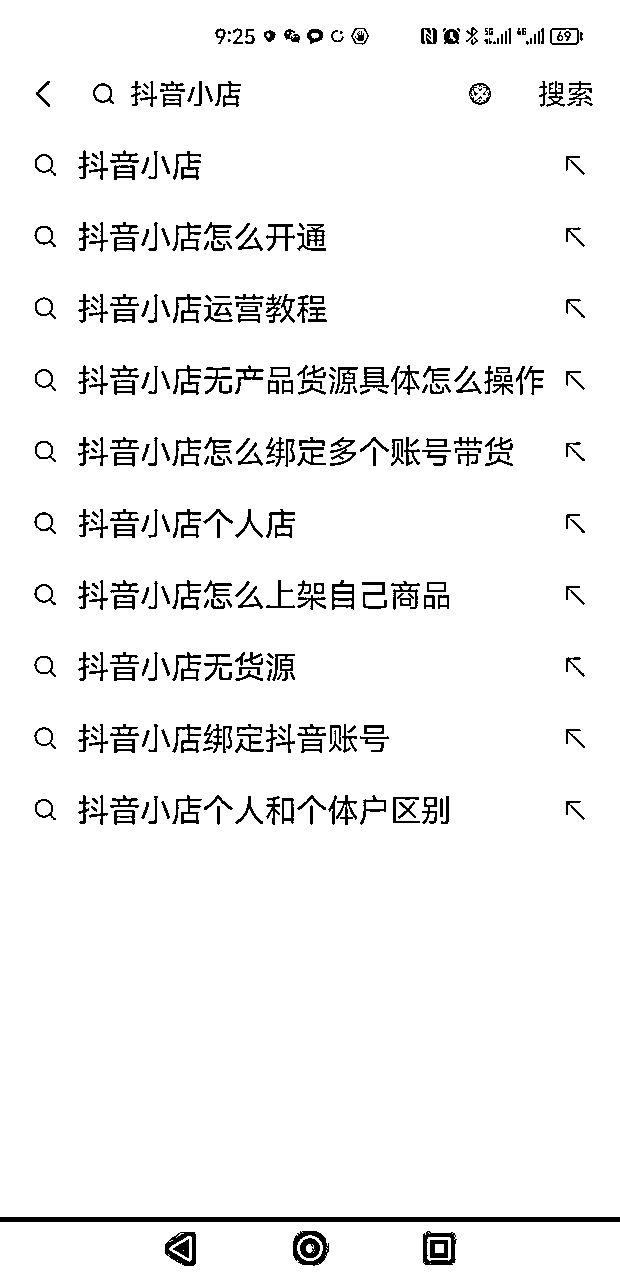 9:25 69
抖音小店 搜索
抖音小店
抖音小店怎么开通
抖音小店运营教程
抖音小店无产品货源具体怎么操作
抖音小店怎么绑定多个账号带货
抖音小店个人店
抖音小店怎么上架自己商品
抖音小店无货源
抖音小店绑定抖音账号
抖音小店个人和个体户区别